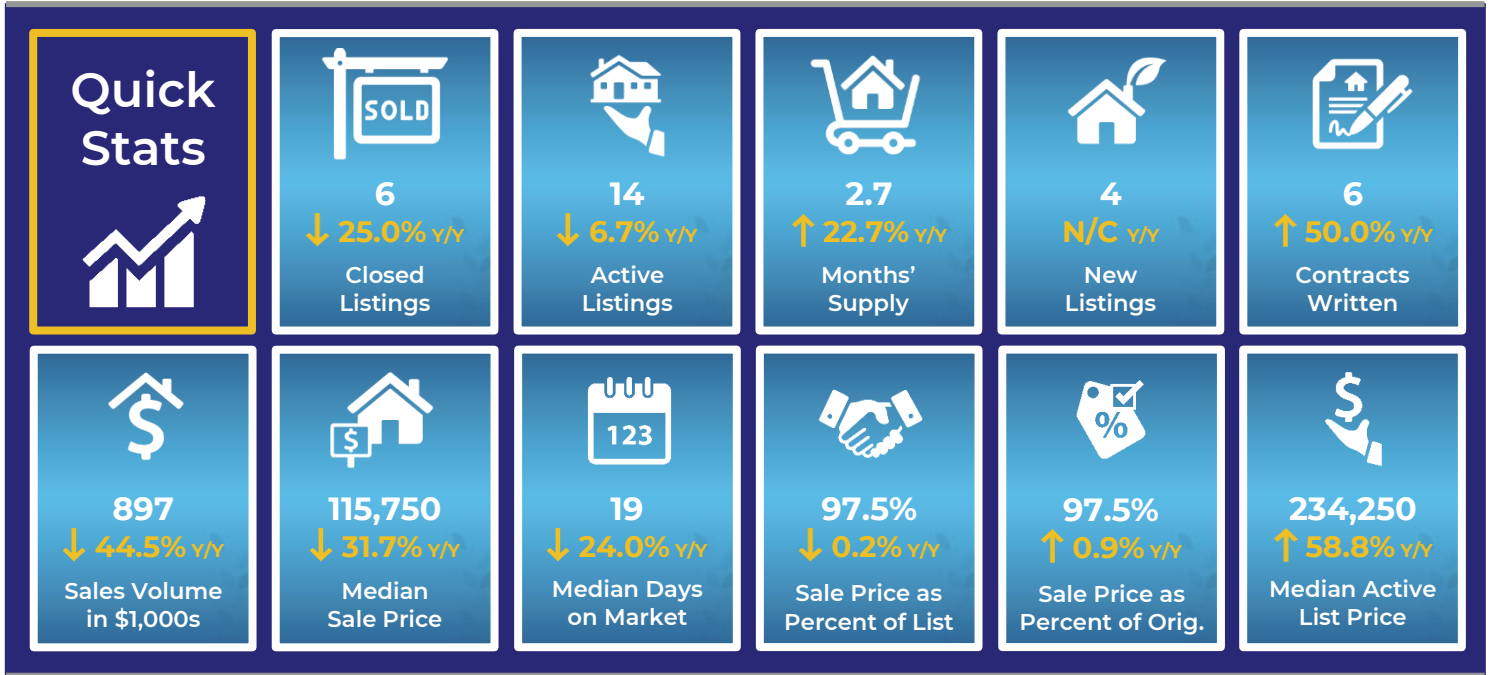 Quick
Stats
SOLD
6
↓ 25.0% Y/Y
Closed
Listings
14
↓ 6.7% Y/Y
Active
Listings
2.7
↑ 22.7% Y/Y
Months’
Supply
4
N/C Y/Y
New
Listings
6
↑ 50.0% Y/Y
Contracts
Written
$
897
↓ 44.5% Y/Y
Sales Volume
in $1,000s
$
115,750
↓ 31.7% Y/Y
Median
Sale Price
123
19
↓ 24.0% Y/Y
Median Days
on Market
97.5%
↓ 0.2% Y/Y
Sale Price as
Percent of List
%
97.5%
↑ 0.9% Y/Y
Sale Price as
Percent of Orig.
$
234,250
↑ 58.8% Y/Y
Median Active
List Price